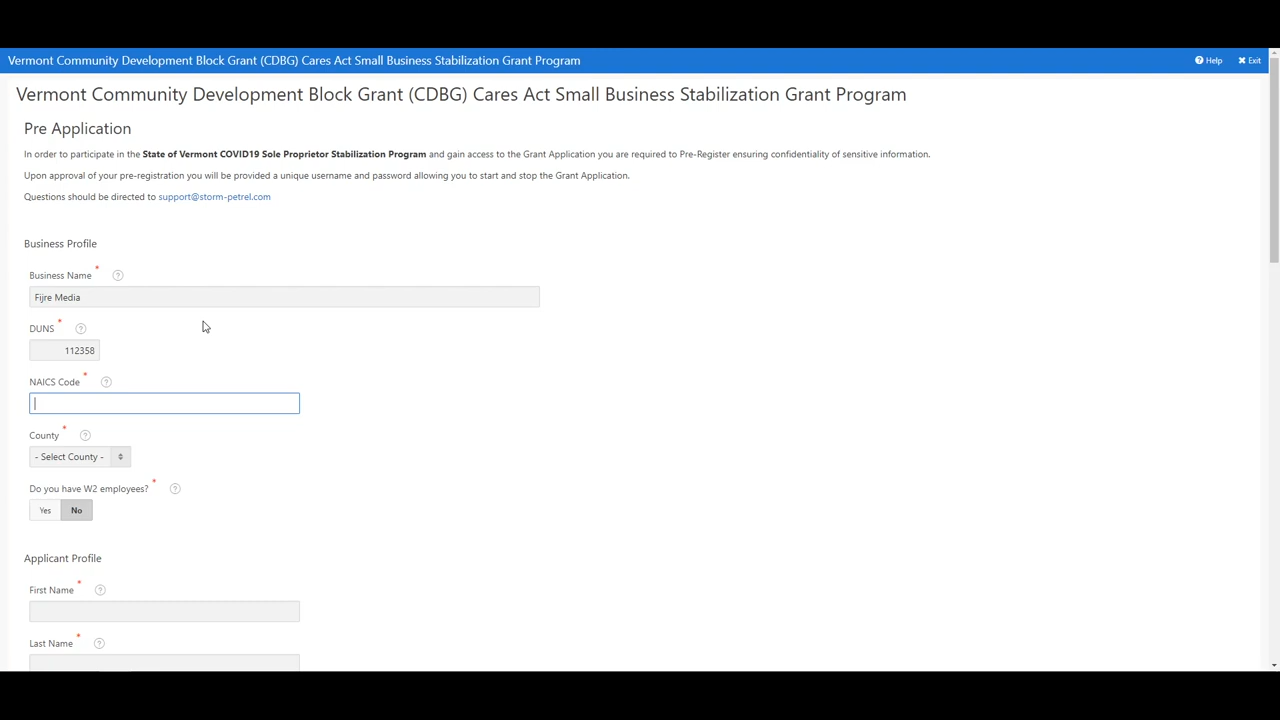 Vermont Community Development Block Grant (CDBG) Cares Act Small Business Stabilization Grant Program
Help
Exit
Vermont Community Development Block Grant (CDBG) Cares Act Small Business Stabilization Grant Program
Pre Application
In order to participate in the State of Vermont COVID19 Sole Proprietor Stabilization Program and gain access to the Grant Application you are required to Pre-Register ensuring confidentiality of sensitive information.
Upon approval of your pre-registration you will be provided a unique username and password allowing you to start and stop the Grant Application.
Questions should be directed to support@storm-petrel.com
Business Profile
Business Name *
Fijre Media
DUNS *
112358
NAICS Code *
County *
- Select County -
Do you have W2 employees? *
Yes No
Applicant Profile
First Name *
Last Name *